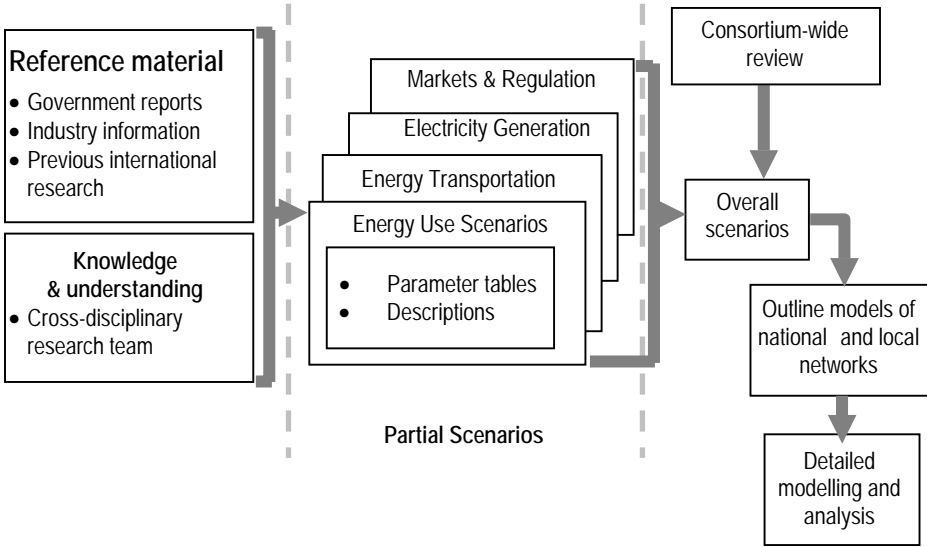 Reference material
• Government reports
• Industry information
• Previous international
research
Knowledge
& understanding
• Cross-disciplinary
research team
Markets & Regulation
Electricity Generation
Energy Transportation
Energy Use Scenarios
• Parameter tables
• Descriptions
Partial Scenarios
Consortium-wide
review
Overall
scenarios
Outline models of
national and local
networks
Detailed
modelling and
analysis